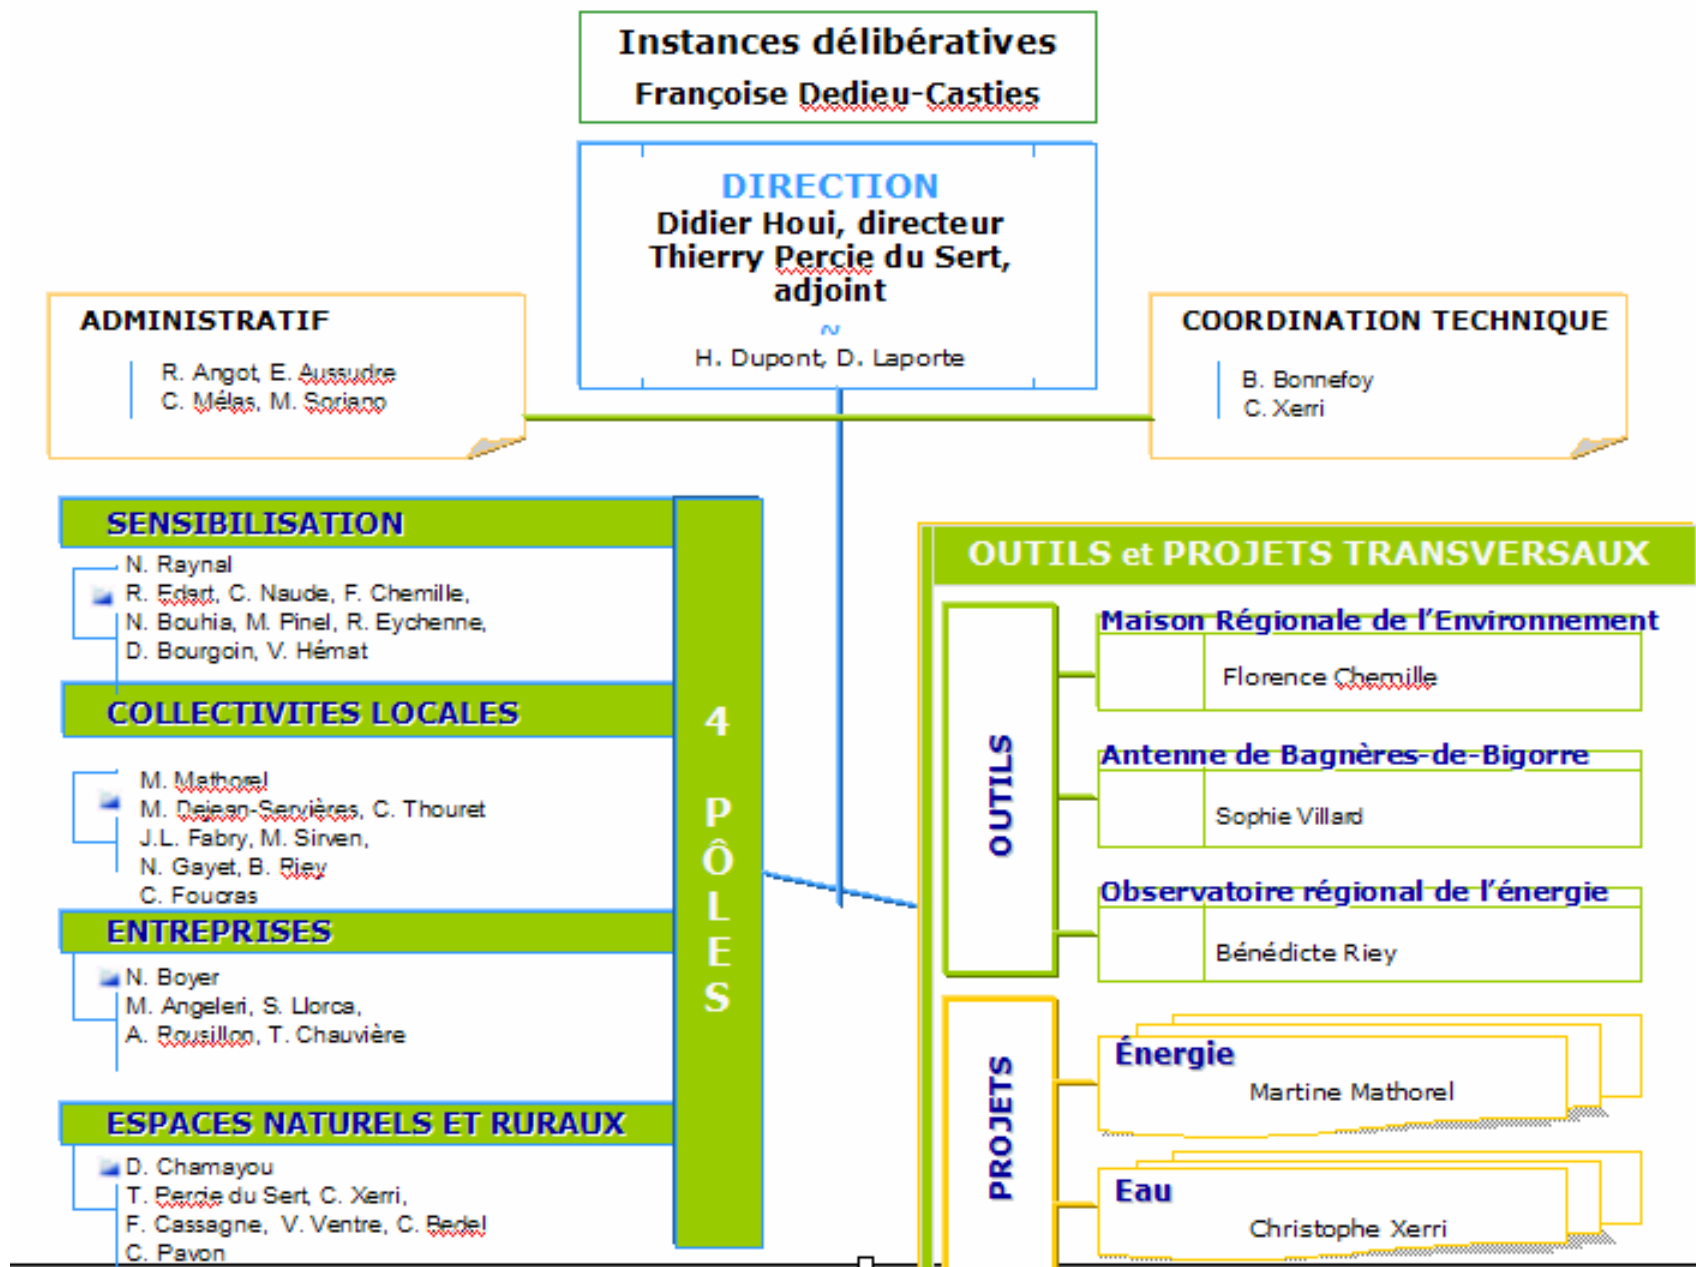 Instances délibératives
Françoise Dedieu-Casties
DIRECTION
Didier Houi, directeur
Thierry Percie du Sert,
adjoint
~
H. Dupont, D. Laporte
ADMINISTRATIF
R. Angot, E. Aussudre
C. Mélas, M. Soriano
COORDINATION TECHNIQUE
B. Bonnefoy
C. Xerri
SENSIBILISATION
N. Raynal
R. Edart, C. Naude, F. Chemille,
N. Bouhia, M. Pinel, R. Eychenne,
D. Bourgoin, V. Hémat
COLLECTIVITES LOCALES
M. Mathorel
M. Dejean-Servières, C. Thouret
J.L. Fabry, M. Sirven,
N. Gayet, B. Riey
C. Foucras
ENTREPRISES
N. Boyer
M. Angeleri, S. Llorca,
A. Rousillon, T. Chauvière
ESPACES NATURELS ET RURAUX
D. Chamayou
T. Percie du Sert, C. Xerri,
F. Cassagne, V. Ventre, C. Bedel
C. Pavon
4 PÔLES
OUTILS et PROJETS TRANSVERSAUX
OUTILS
Maison Régionale de l'Environnement
Florence Chemille
Antenne de Bagnères-de-Bigorre
Sophie Villard
Observatoire régional de l'énergie
Bénédicte Riey
PROJETS
Énergie
Martine Mathorel
Eau
Christophe Xerri